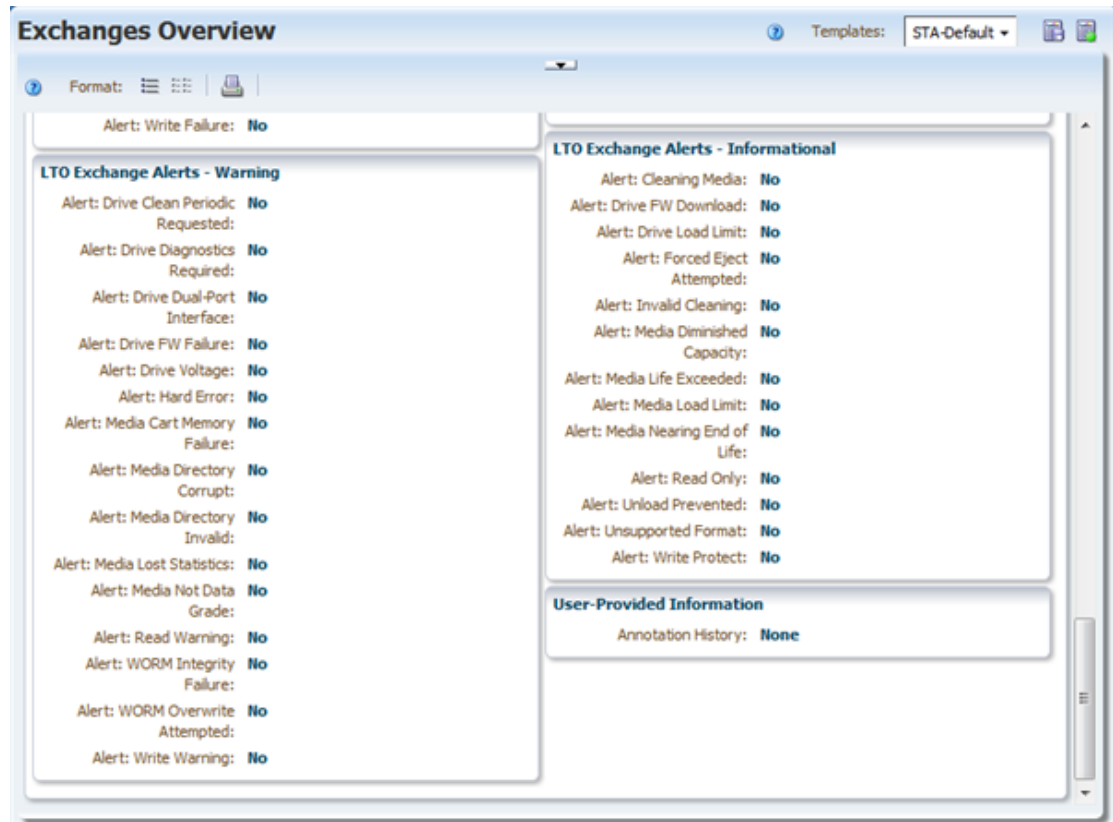 Exchanges Overview
Templates: STA-Default
Format:
Alert: Write Failure: No
LTO Exchange Alerts - Warning
Alert: Drive Clean Periodic No
Requested:
Alert: Drive Diagnostics No
Required:
Alert: Drive Dual-Port No
Interface:
Alert: Drive FW Failure: No
Alert: Drive Voltage: No
Alert: Hard Error: No
Alert: Media Cart Memory No
Failure:
Alert: Media Directory No
Corrupt:
Alert: Media Directory No
Invalid:
Alert: Media Lost Statistics: No
Alert: Media Not Data No
Grade:
Alert: Read Warning: No
Alert: WORM Integrity No
Failure:
Alert: WORM Overwrite No
Attempted:
Alert: Write Warning: No
LTO Exchange Alerts - Informational
Alert: Cleaning Media: No
Alert: Drive FW Download: No
Alert: Drive Load Limit: No
Alert: Forced Eject No
Attempted:
Alert: Invalid Cleaning: No
Alert: Media Diminished No
Capacity:
Alert: Media Life Exceeded: No
Alert: Media Load Limit: No
Alert: Media Nearing End of No
Life:
Alert: Read Only: No
Alert: Unload Prevented: No
Alert: Unsupported Format: No
Alert: Write Protect: No
User-Provided Information
Annotation History: None